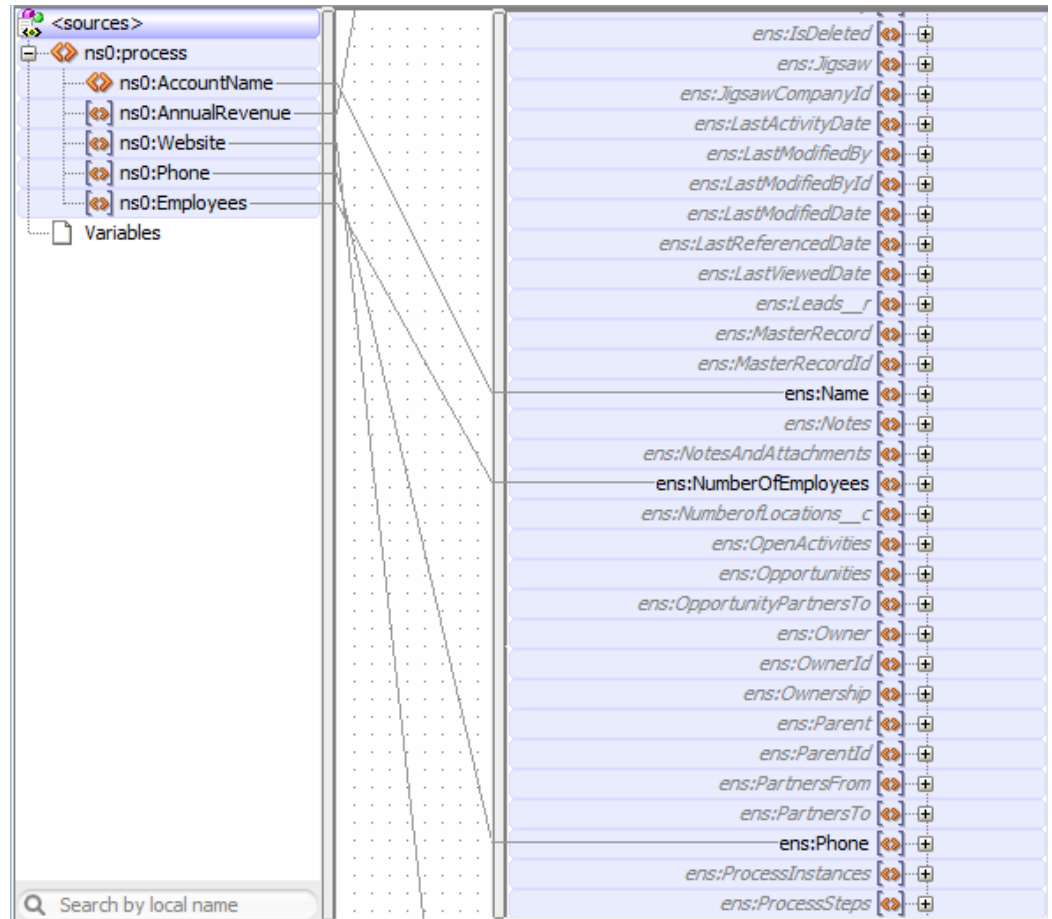 <sources>
ns0:process
ns0:AccountName
ns0:AnnualRevenue
ns0:Website
ns0:Phone
ns0:Employees
Variables
Search by local name
ens:IsDeleted
ens:Jigsaw
ens:JigsawCompanyId
ens:LastActivityDate
ens:LastModifiedBy
ens:LastModifiedById
ens:LastModifiedDate
ens:LastReferencedDate
ens:LastViewedDate
ens:Leads__r
ens:MasterRecord
ens:MasterRecordId
ens:Name
ens:Notes
ens:NotesAndAttachments
ens:NumberOfEmployees
ens:NumberofLocations__c
ens:OpenActivities
ens:Opportunities
ens:OpportunityPartnersTo
ens:Owner
ens:OwnerId
ens:Ownership
ens:Parent
ens:ParentId
ens:PartnersFrom
ens:PartnersTo
ens:Phone
ens:ProcessInstances
ens:ProcessSteps